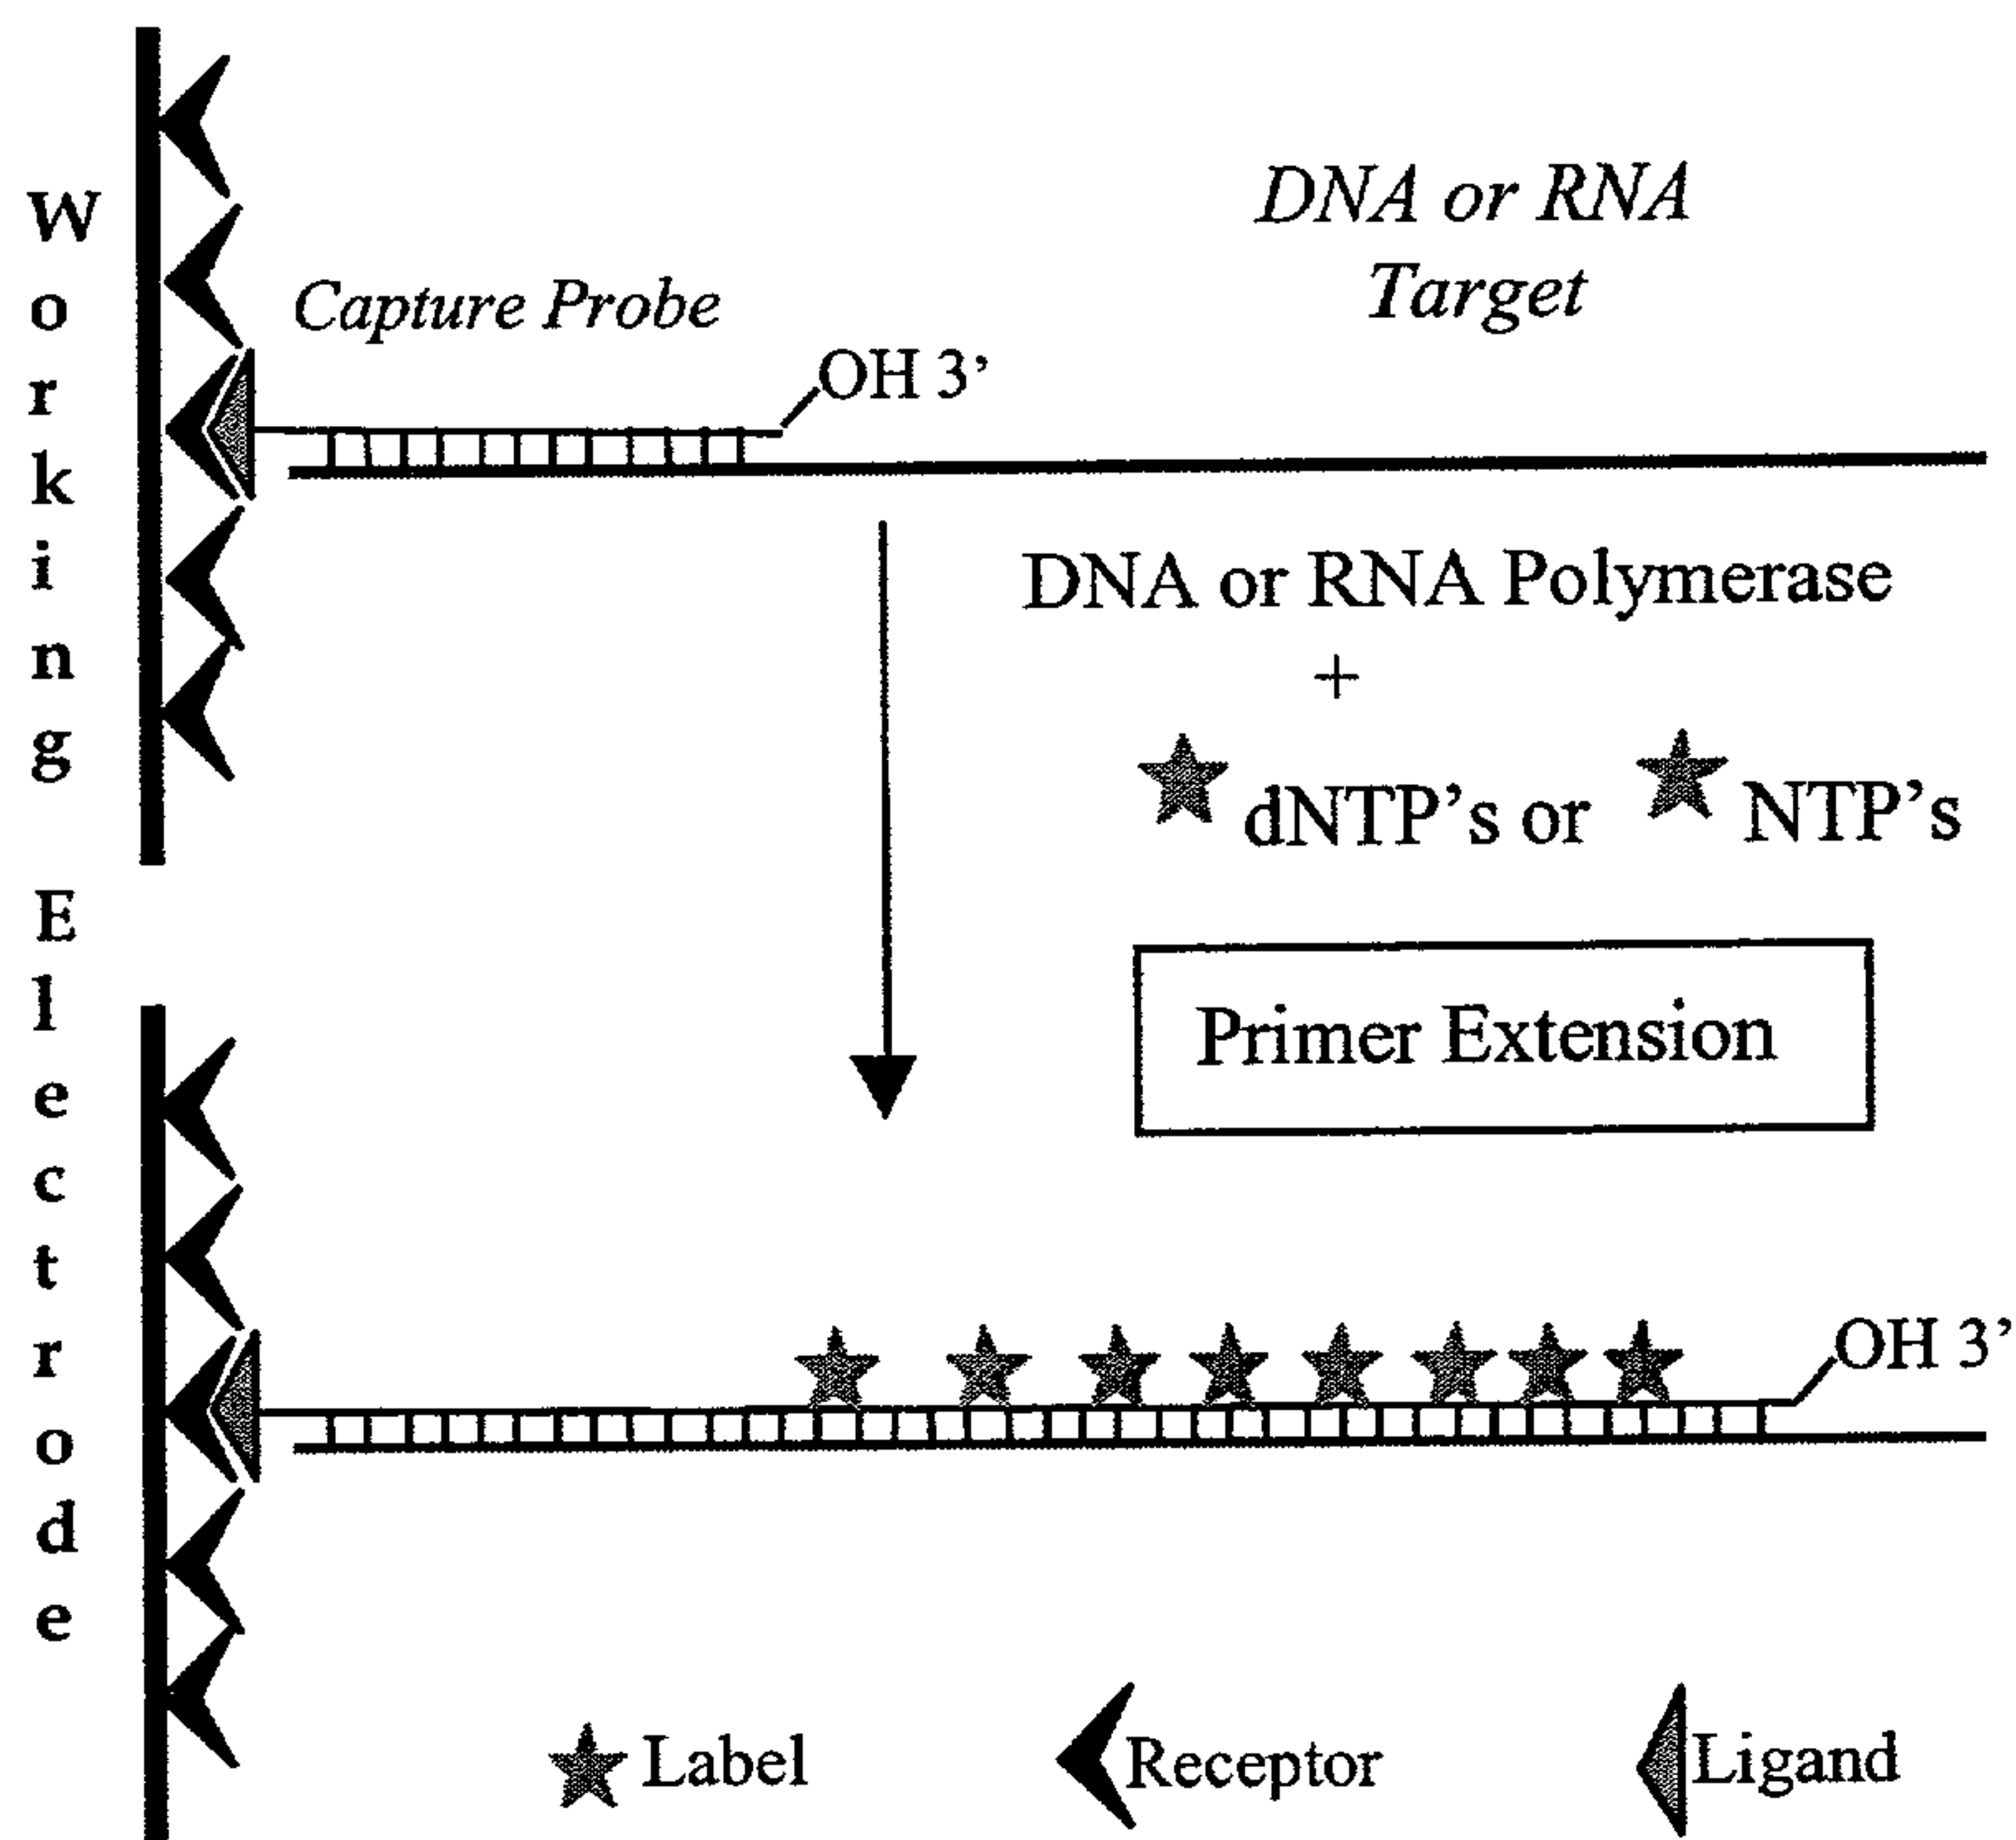 Working
Electrode
DNA or RNA
Target
Capture Probe
OH 3’
DNA or RNA Polymerase
+
dNTP’s or NTP’s
Primer Extension
OH 3’
Label Receptor Ligand